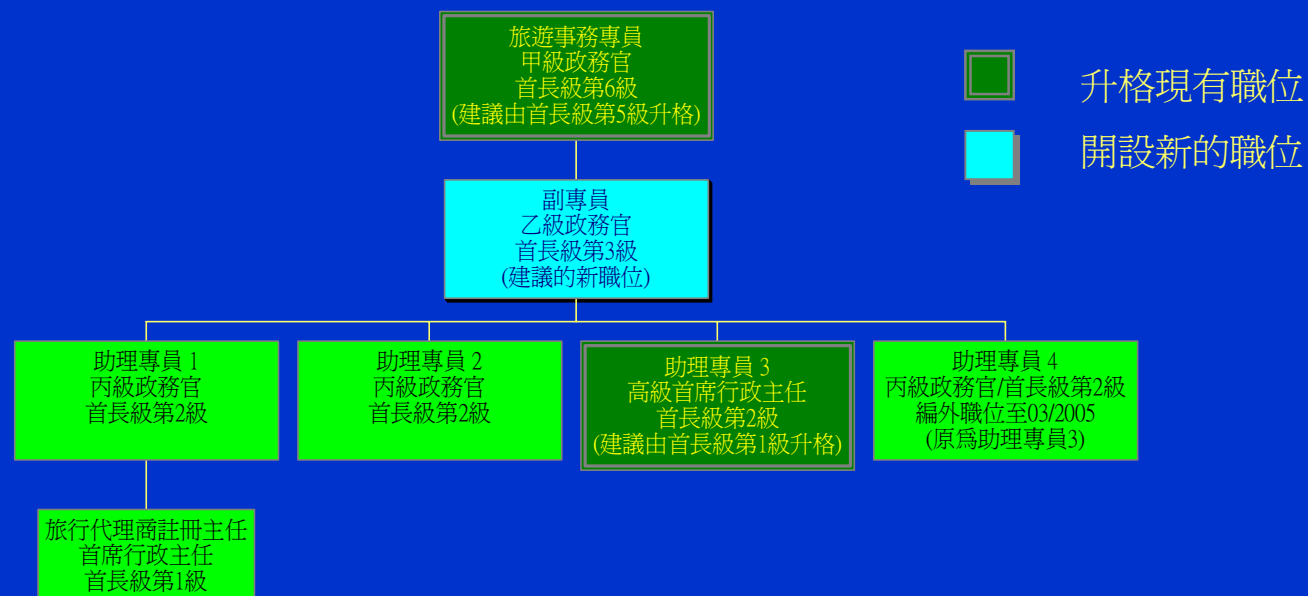 旅遊事務專員
甲級政務官
首長級第6級
(建議由首長級第5級升格)
升格現有職位
開設新的職位
副專員
乙級政務官
首長級第3級
(建議的新職位)
助理專員 1
丙級政務官
首長級第2級
助理專員 2
丙級政務官
首長級第2級
助理專員 3
高級首席行政主任
首長級第2級
(建議由首長級第1級升格)
助理專員 4
丙級政務官/首長級第2級
編外職位至03/2005
(原爲助理專員3)
旅行代理商註冊主任
首席行政主任
首長級第1級